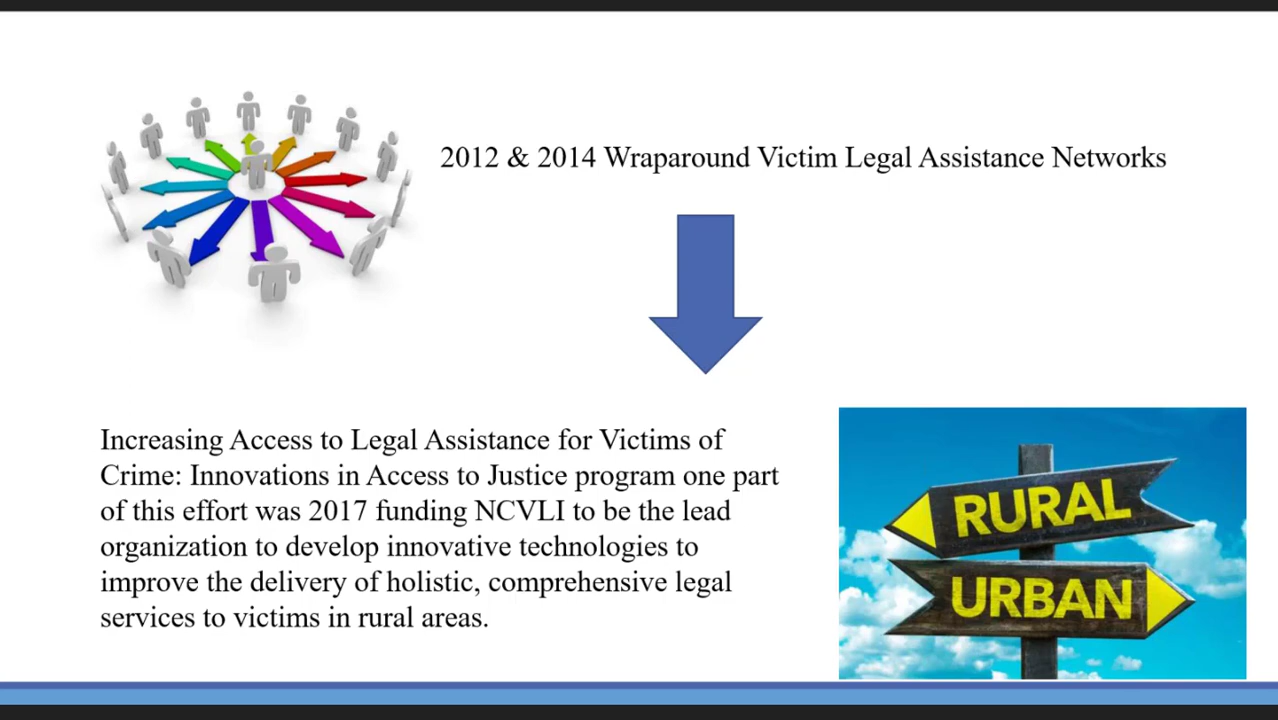 2012 & 2014 Wraparound Victim Legal Assistance Networks
Increasing Access to Legal Assistance for Victims of
Crime: Innovations in Access to Justice program one part
of this effort was 2017 funding NCVLI to be the lead
organization to develop innovative technologies to
improve the delivery of holistic, comprehensive legal
services to victims in rural areas.
RURAL
URBAN